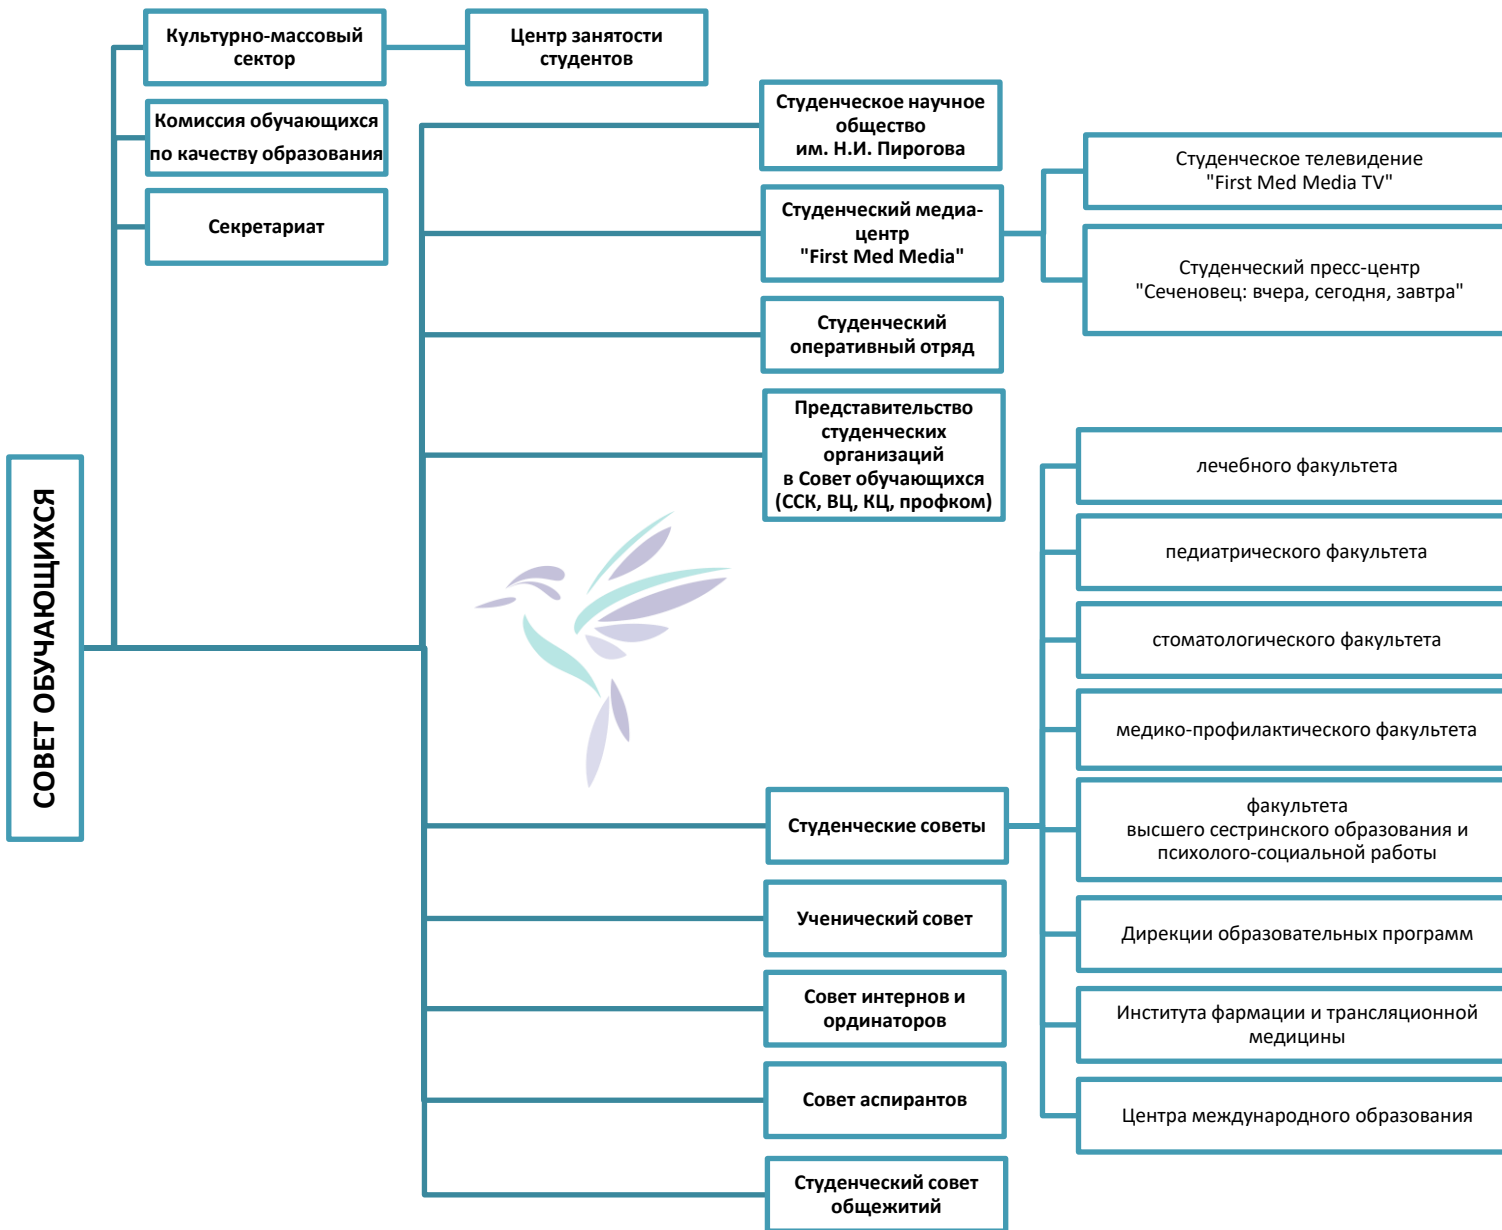 СОВЕТ ОБУЧАЮЩИХСЯ
Культурно-массовый
сектор
Центр занятости
студентов
Комиссия обучающихся
по качеству образования
Секретариат
Студенческое научное
общество
им. Н.И. Пирогова
Студенческий медиа-
центр
"First Med Media"
Студенческое телевидение
"First Med Media TV"
Студенческий пресс-центр
"Сеченовец: вчера, сегодня, завтра"
Студенческий
оперативный отряд
Представительство
студенческих
организаций
в Совет обучающихся
(ССК, ВЦ, КЦ, профком)
Студенческие советы
лечебного факультета
педиатрического факультета
стоматологического факультета
медико-профилактического факультета
факультета
высшего сестринского образования и
психолого-социальной работы
Дирекции образовательных программ
Института фармации и трансляционной
медицины
Центра международного образования
Ученический совет
Совет интернов и
ординаторов
Совет аспирантов
Студенческий совет
общежитий